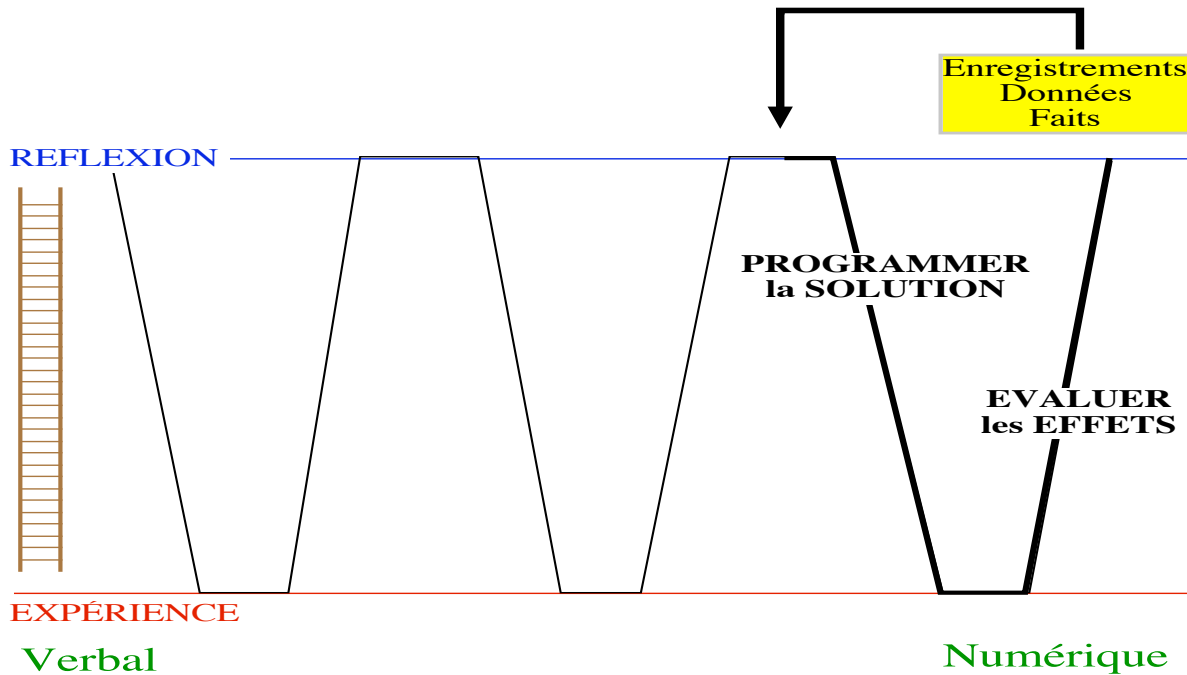 Enregistrements
Données
Faits
REFLEXION
PROGRAMMER
la SOLUTION
EVALUER
les EFFETS
EXPÉRIENCE
Verbal
Numérique